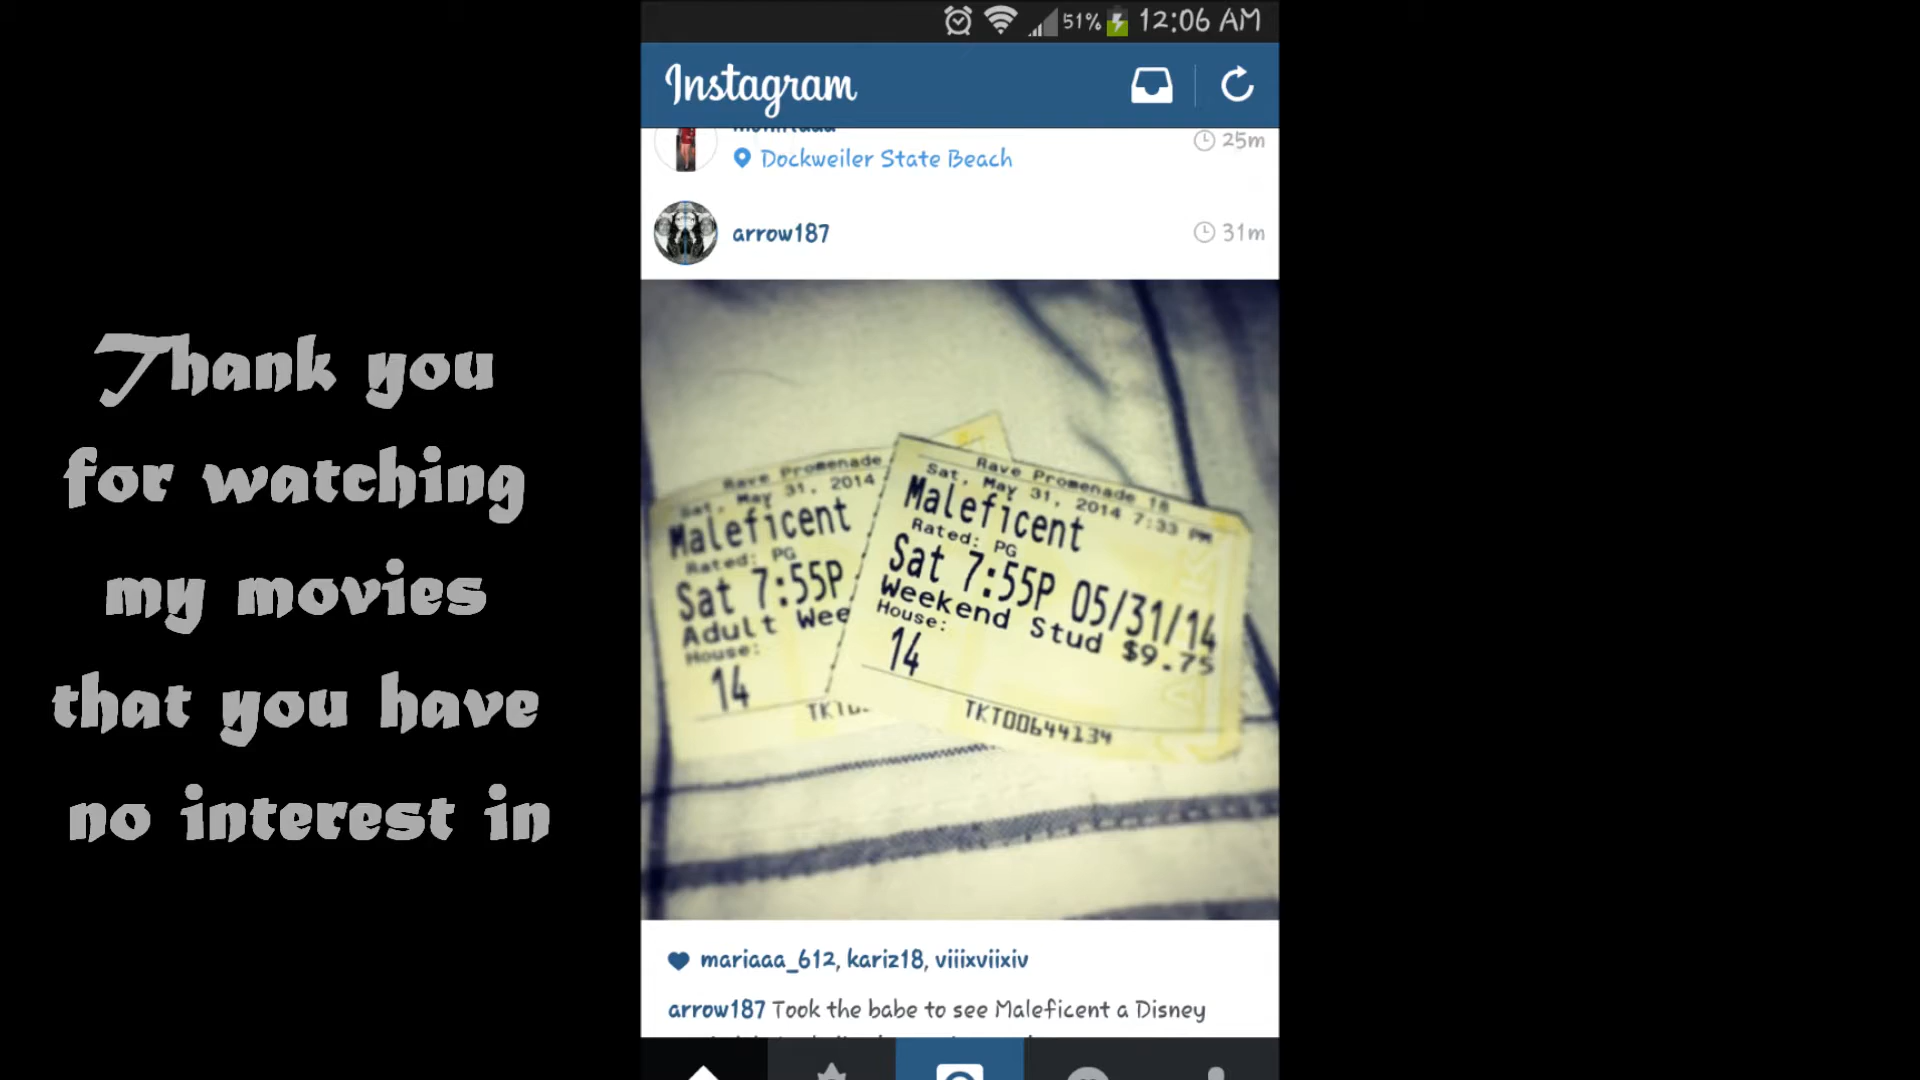 Thank you
for watching
my movies
that you have
no interest in
51% 12:06 AM
Instagram
25m
Dockweiler State Beach
arrow187 31m
Rave Promenade
Sat, May 31, 2014
Maleficent
Rated: PG
Sat 7:55P
Adult Wee
House:
14
Rave Promenade 18
Sat, May 31, 2014 7:33 PM
Maleficent
Rated: PG
Sat 7:55P 05/31/14
Weekend Stud $9.75
House:
14
TKT00644134
mariaaa_612, kariz18, viiixviixiv
arrow187 Took the babe to see Maleficent a Disney